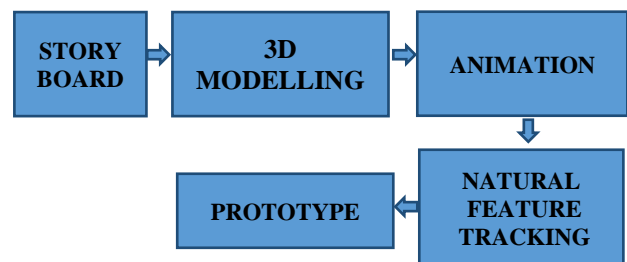 STORY
BOARD
3D
MODELLING
ANIMATION
NATURAL
FEATURE
TRACKING
PROTOTYPE